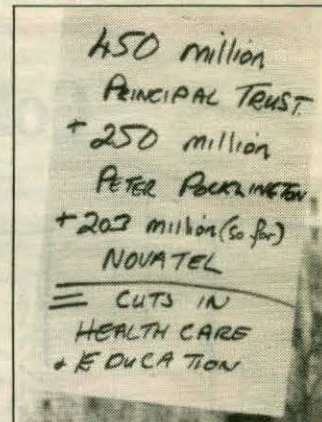 450 million
PRINCIPAL TRUST
+250 million
PETER POCKLINGTON
+203 million (so far)
NOVATEL
= CUTS IN
HEALTH CARE
+ EDUCATION